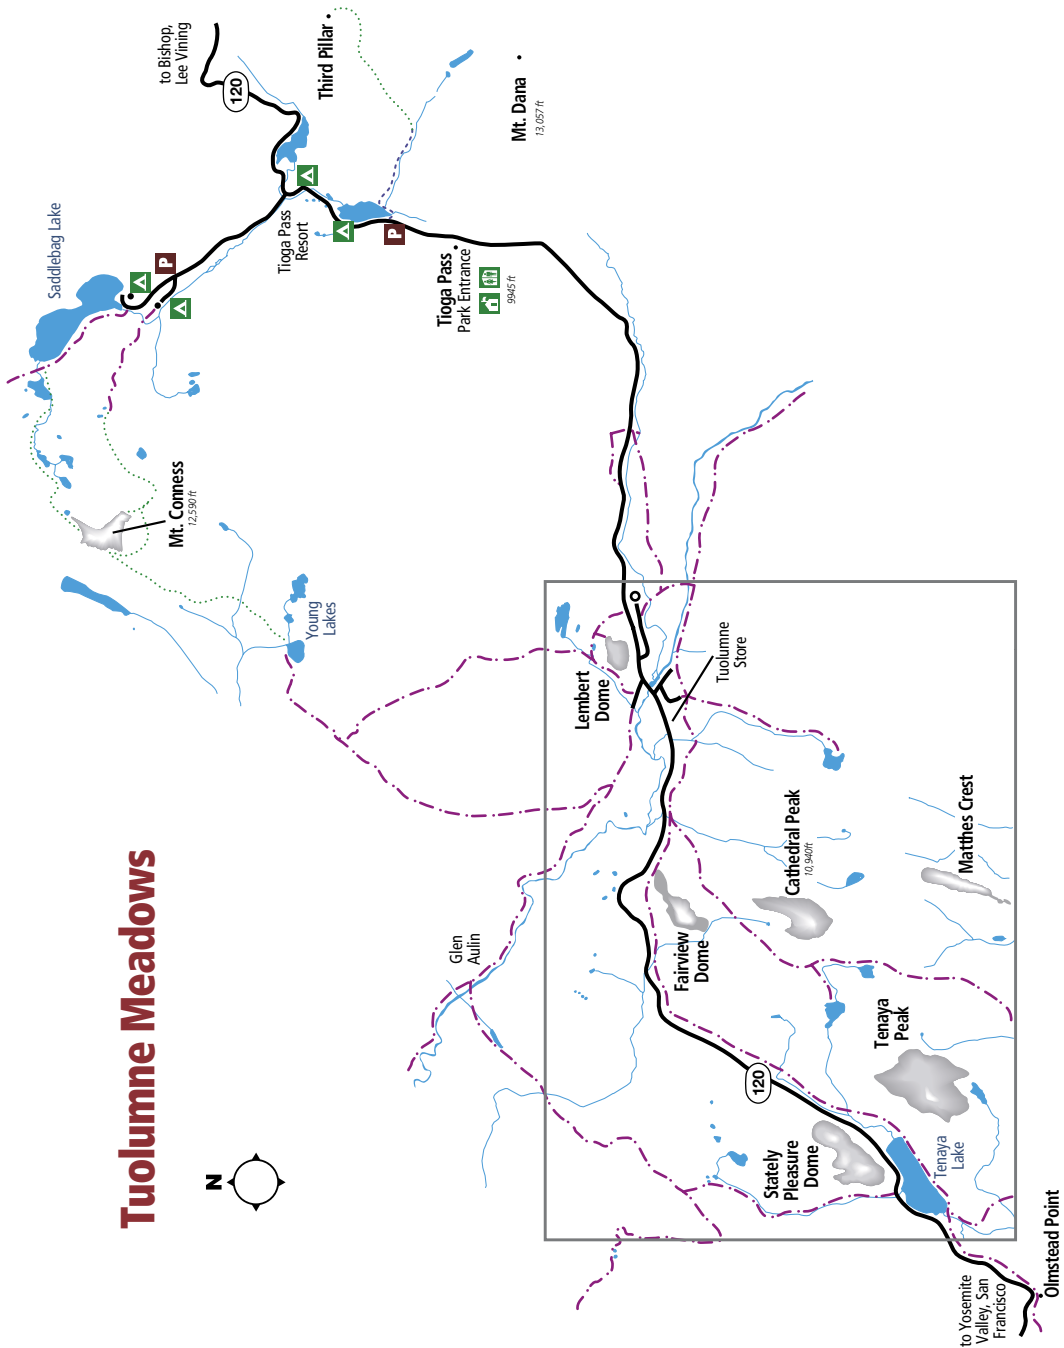 Tuolumne Meadows
N
to Bishop,
Lee Vining
120
Third Pillar
Mt. Dana
13,057 ft
Saddlebag Lake
P
Tioga Pass
Resort
P
Tioga Pass
Park Entrance
9945 ft
Mt. Conness
12,590 ft
Young
Lakes
Lembert
Dome
Tuolumne
Store
Glen
Aulin
Fairview
Dome
Cathedral Peak
10,940ft
Matthes Crest
Tenaya
Peak
120
Stately
Pleasure
Dome
Tenaya
Lake
to Yosemite
Valley, San
Francisco
Olmstead Point